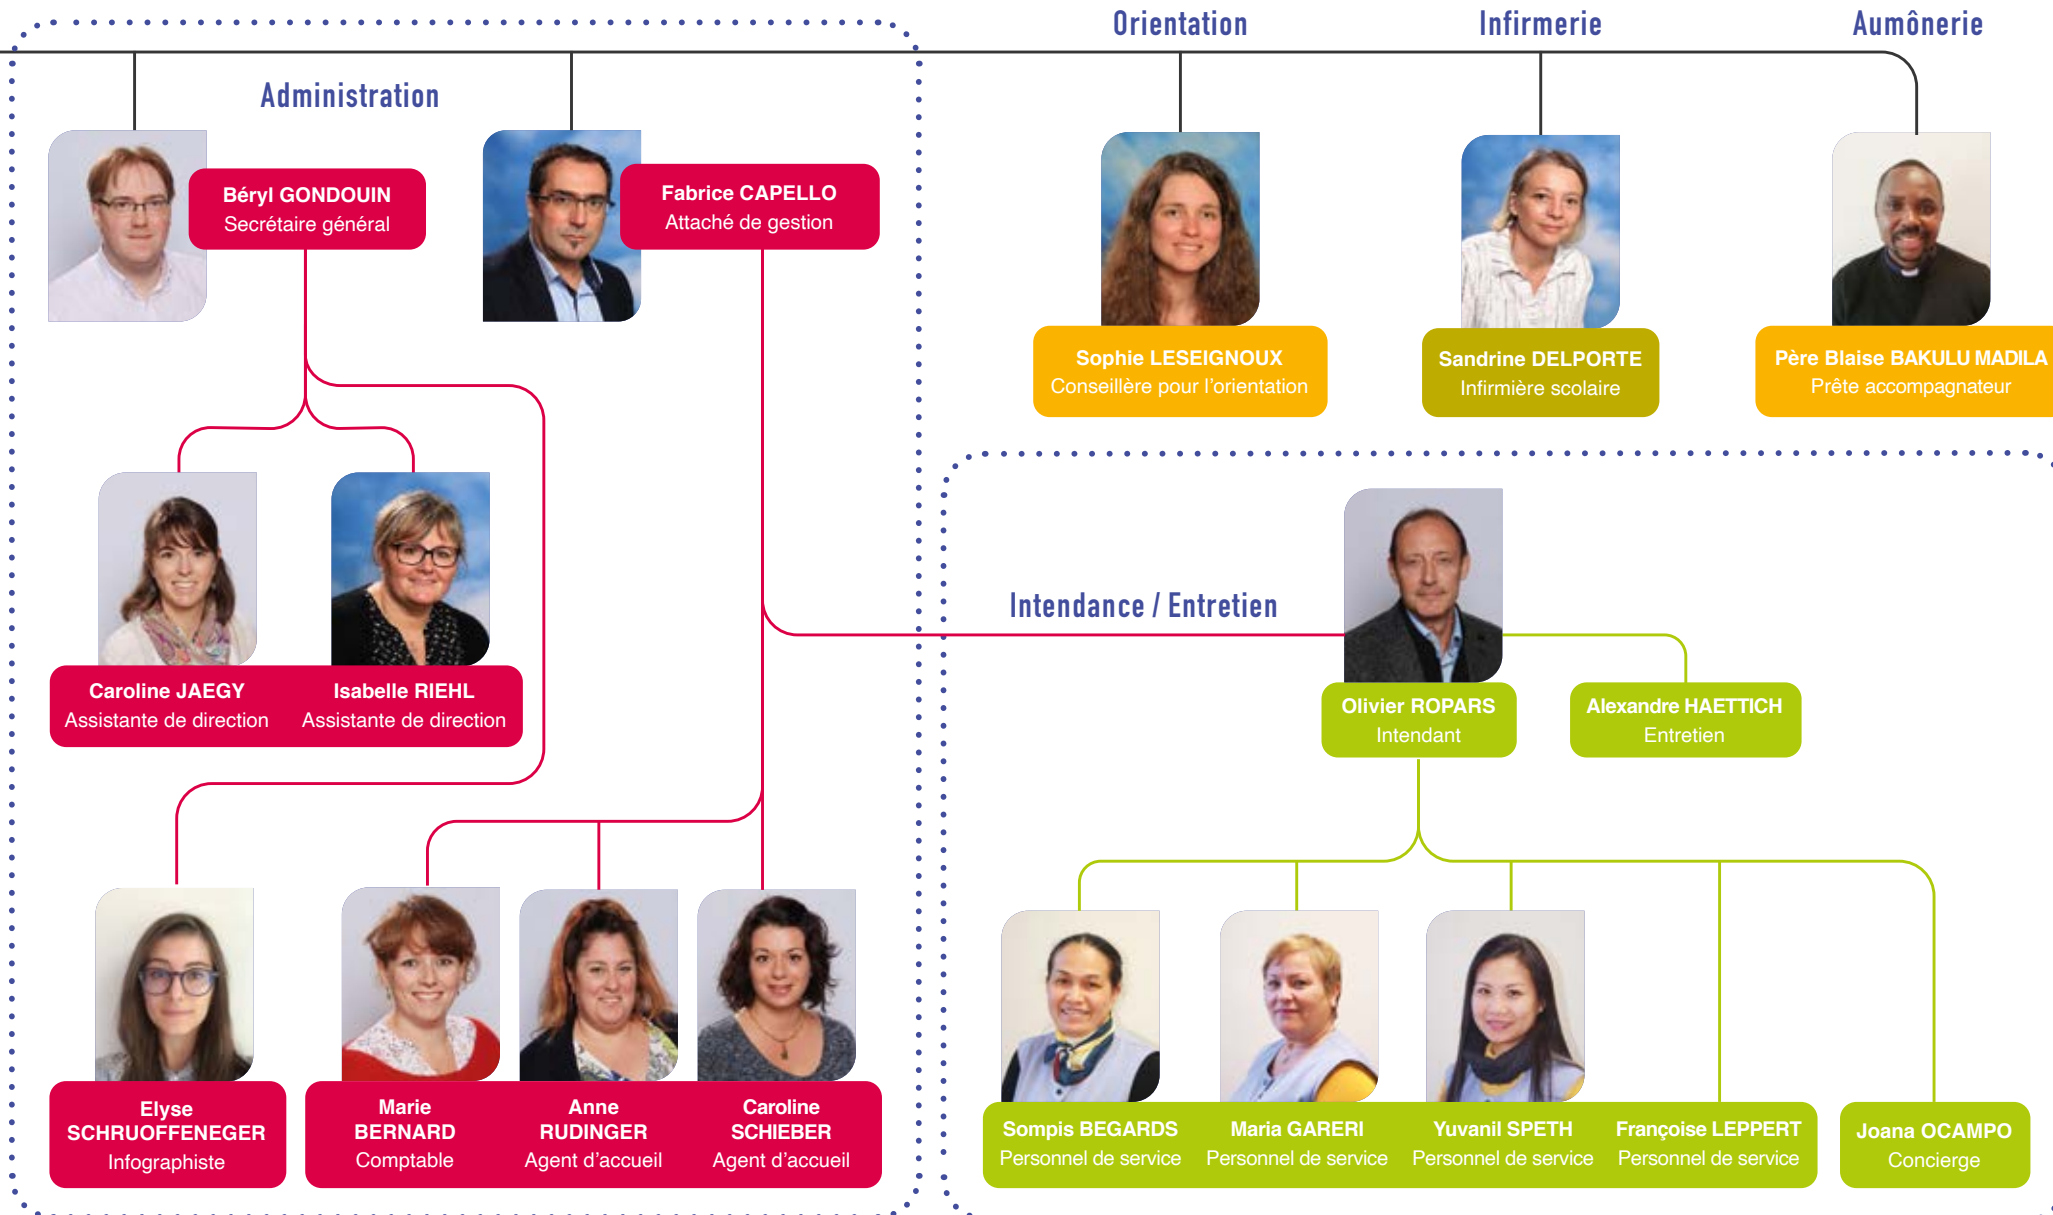 Orientation
Infirmerie
Aumônerie
Administration
Béryl GONDOUIN
Secrétaire général
Fabrice CAPELLO
Attaché de gestion
Sophie LESEIGNOUX
Conseillère pour l'orientation
Sandrine DELPORTE
Infirmière scolaire
Père Blaise BAKULU MADILA
Prête accompagnateur
Caroline JAEGY
Assistante de direction
Isabelle RIEHL
Assistante de direction
Intendance / Entretien
Olivier ROPARS
Intendant
Alexandre HAETTICH
Entretien
Elyse
SCHRUOFFENEGER
Infographiste
Marie
BERNARD
Comptable
Anne
RUDINGER
Agent d'accueil
Caroline
SCHIEBER
Agent d'accueil
Sompis BEGARDS
Personnel de service
Maria GARERI
Personnel de service
Yuvanil SPETH
Personnel de service
Françoise LEPPERT
Personnel de service
Joana OCAMPO
Concierge